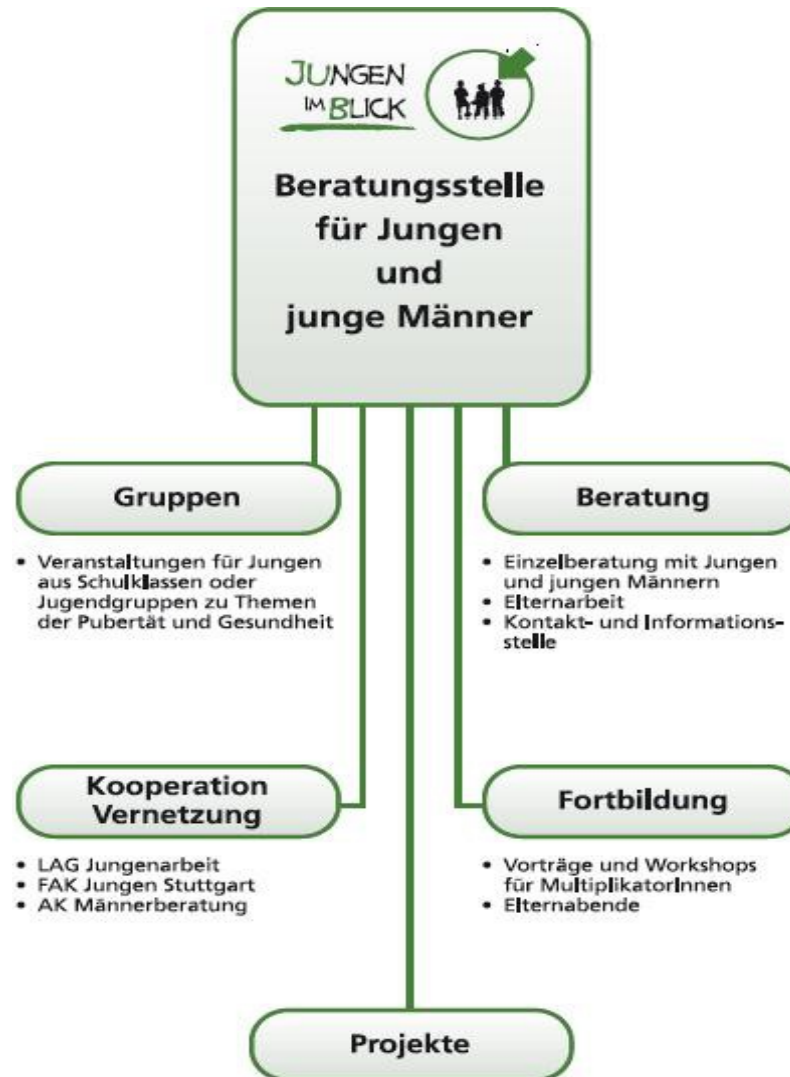 JUNGEN
IM BLICK
Beratungsstelle
für Jungen
und
junge Männer
Gruppen
• Veranstaltungen für Jungen
aus Schulklassen oder
Jugendgruppen zu Themen
der Pubertät und Gesundheit
Beratung
• Einzelberatung mit Jungen
und jungen Männern
• Elternarbeit
• Kontakt- und Informations-
stelle
Kooperation
Vernetzung
• LAG Jungenarbeit
• FAK Jungen Stuttgart
• AK Männerberatung
Fortbildung
• Vorträge und Workshops
für MultiplikatorInnen
• Elternabende
Projekte